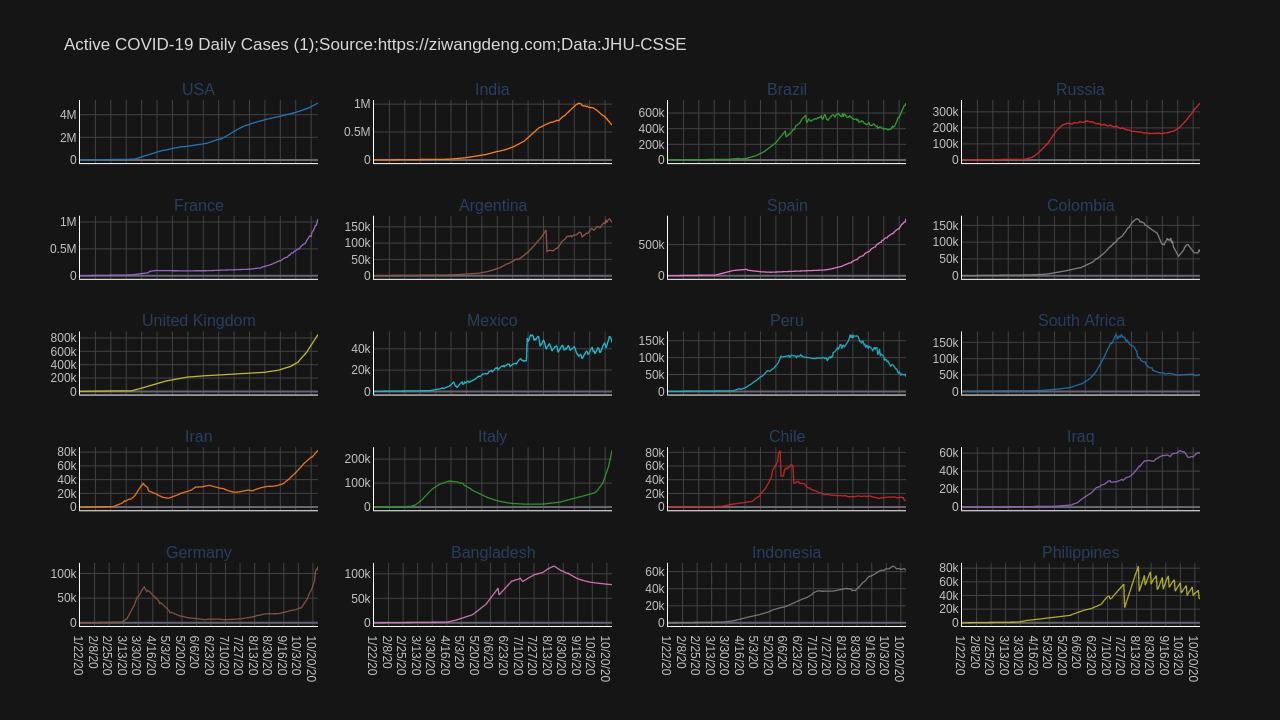 Active COVID-19 Daily Cases (1);Source:https://ziwangdeng.com;Data:JHU-CSSE
USA
India
Brazil
Russia
4M
2M
0
1M
0.5M
0
600k
400k
200k
0
300k
200k
100k
0
France
Argentina
Spain
Colombia
1M
0.5M
0
150k
100k
50k
0
500k
0
150k
100k
50k
0
United Kingdom
Mexico
Peru
South Africa
800k
600k
400k
200k
0
40k
20k
0
150k
100k
50k
0
150k
100k
50k
0
Iran
Italy
Chile
Iraq
80k
60k
40k
20k
0
200k
100k
0
80k
60k
40k
20k
0
60k
40k
20k
0
Germany
Bangladesh
Indonesia
Philippines
100k
50k
0
100k
50k
0
60k
40k
20k
0
80k
60k
40k
20k
0
1/22/20
2/8/20
2/25/20
3/13/20
3/30/20
4/16/20
5/3/20
5/20/20
6/6/20
6/23/20
7/10/20
7/27/20
8/13/20
8/30/20
9/16/20
10/3/20
10/20/20
1/22/20
2/8/20
2/25/20
3/13/20
3/30/20
4/16/20
5/3/20
5/20/20
6/6/20
6/23/20
7/10/20
7/27/20
8/13/20
8/30/20
9/16/20
10/3/20
10/20/20
1/22/20
2/8/20
2/25/20
3/13/20
3/30/20
4/16/20
5/3/20
5/20/20
6/6/20
6/23/20
7/10/20
7/27/20
8/13/20
8/30/20
9/16/20
10/3/20
10/20/20
1/22/20
2/8/20
2/25/20
3/13/20
3/30/20
4/16/20
5/3/20
5/20/20
6/6/20
6/23/20
7/10/20
7/27/20
8/13/20
8/30/20
9/16/20
10/3/20
10/20/20